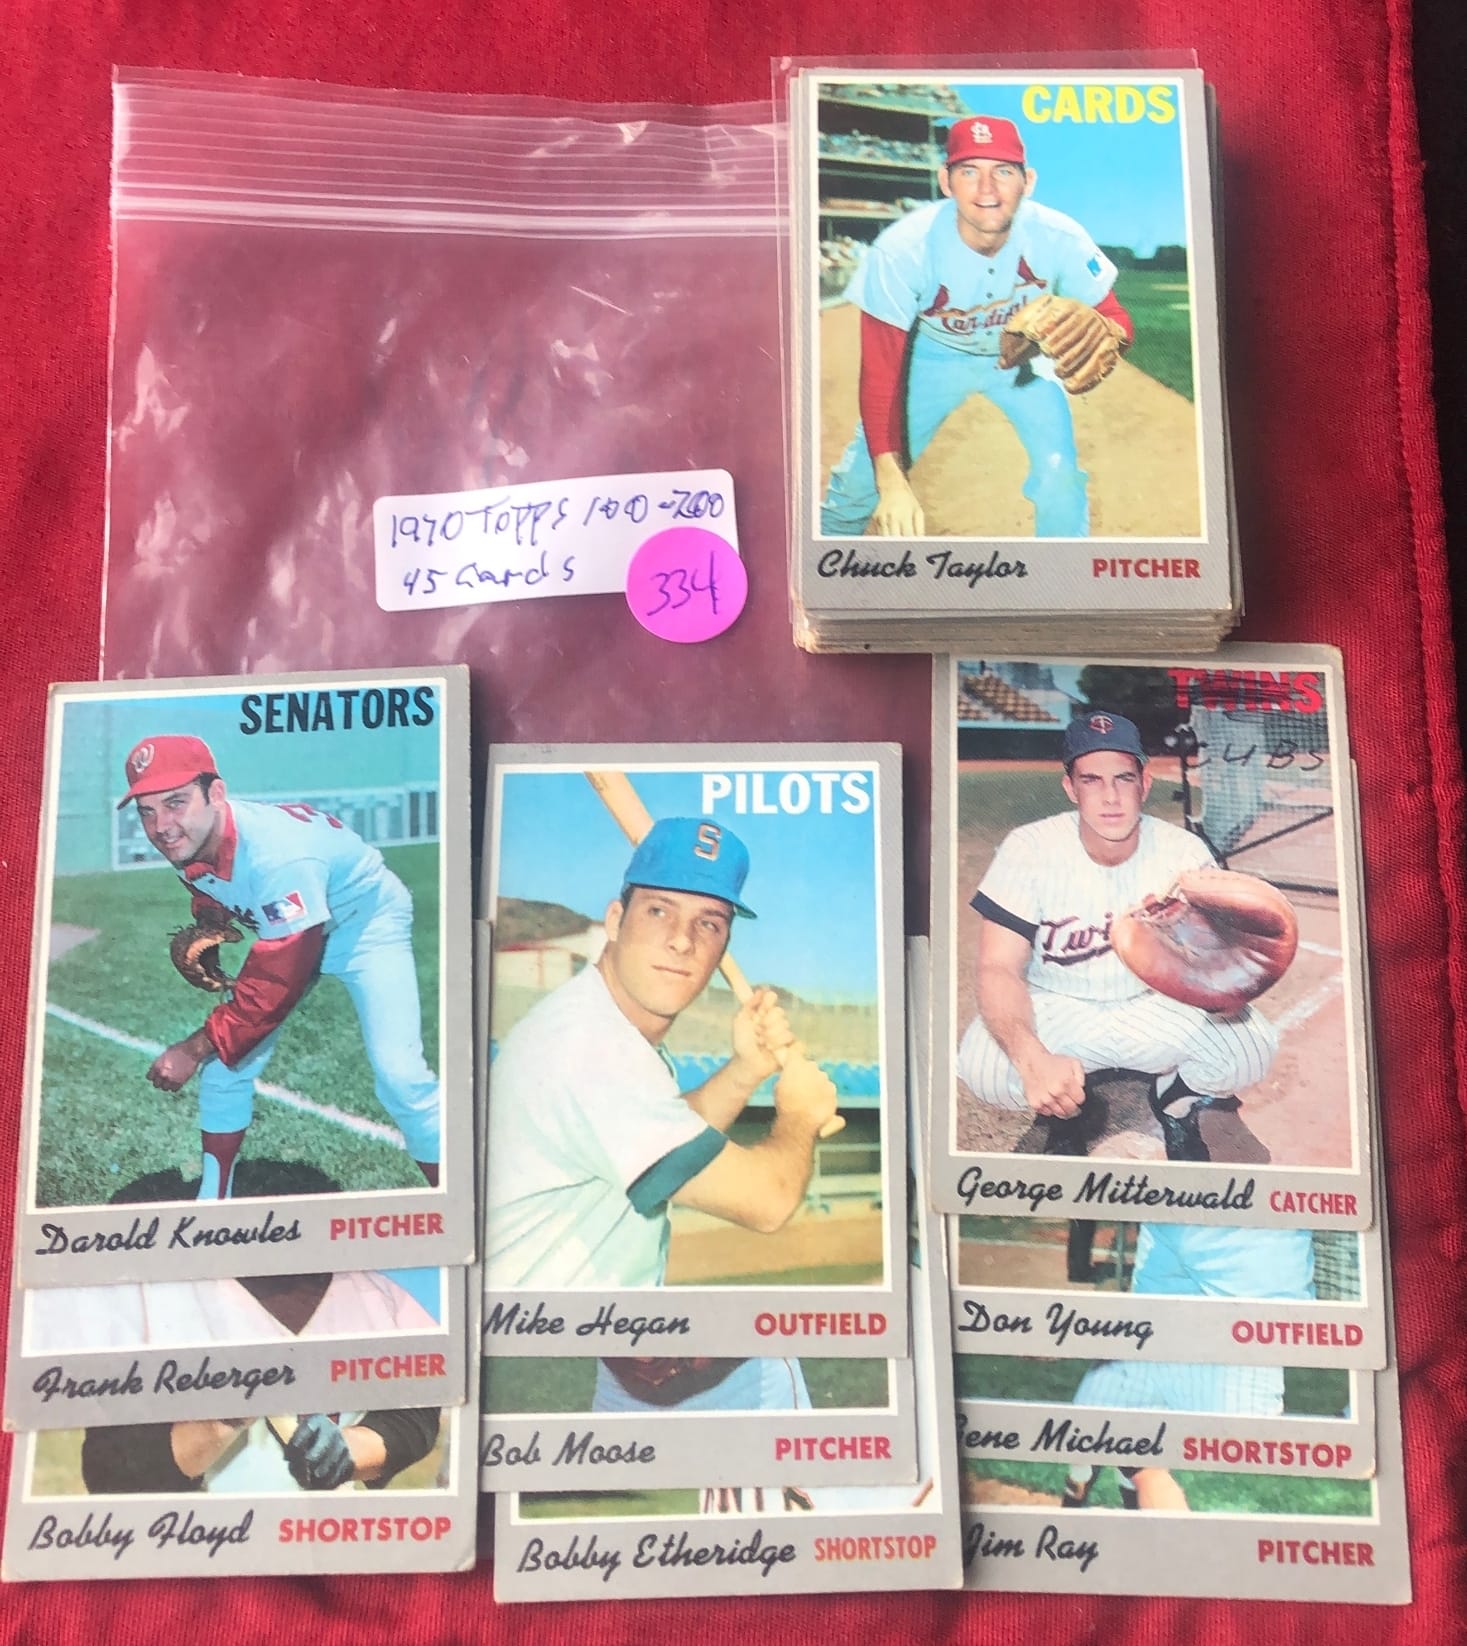 CARDS
Cardinals
Chuck Taylor PITCHER
1970 TOPPS 100-200
45 Cards
334
SENATORS
Darold Knowles PITCHER
Frank Reberger PITCHER
Bobby Floyd SHORTSTOP
PILOTS
S
Mike Hegan OUTFIELD
Bob Moose PITCHER
Bobby Etheridge SHORTSTOP
TWINS
CUBS
Twi
George Mitterwald CATCHER
Don Young OUTFIELD
Gene Michael SHORTSTOP
Jim Ray PITCHER